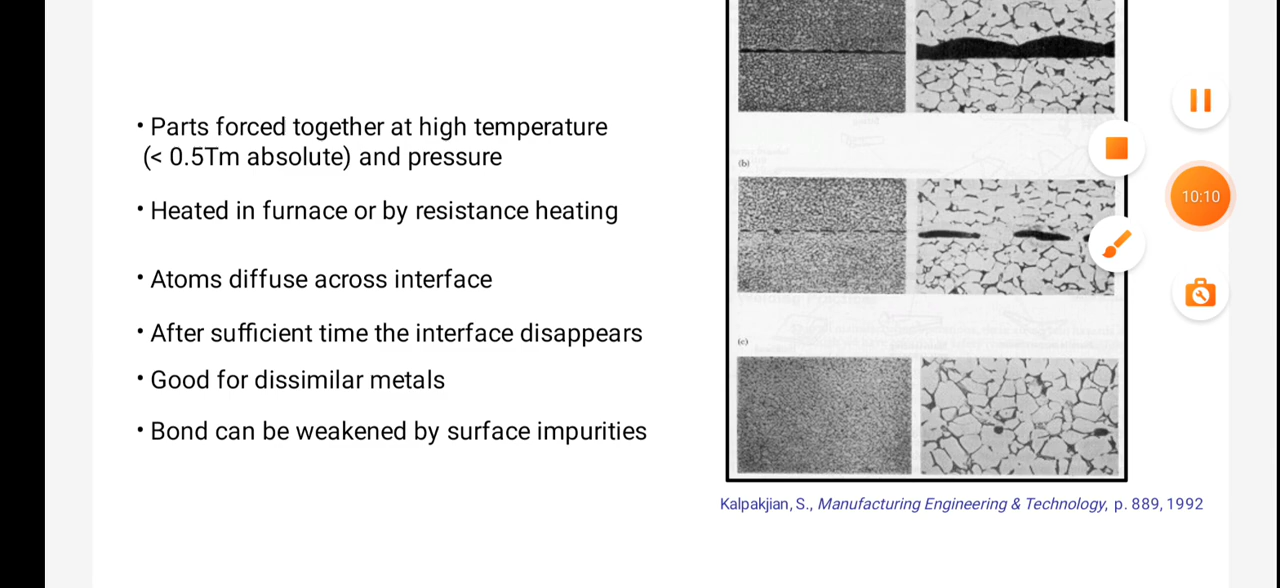 • Parts forced together at high temperature
(< 0.5Tm absolute) and pressure
• Heated in furnace or by resistance heating
• Atoms diffuse across interface
• After sufficient time the interface disappears
• Good for dissimilar metals
• Bond can be weakened by surface impurities
(b)
(c)
Kalpakjian, S., Manufacturing Engineering & Technology, p. 889, 1992
10:10